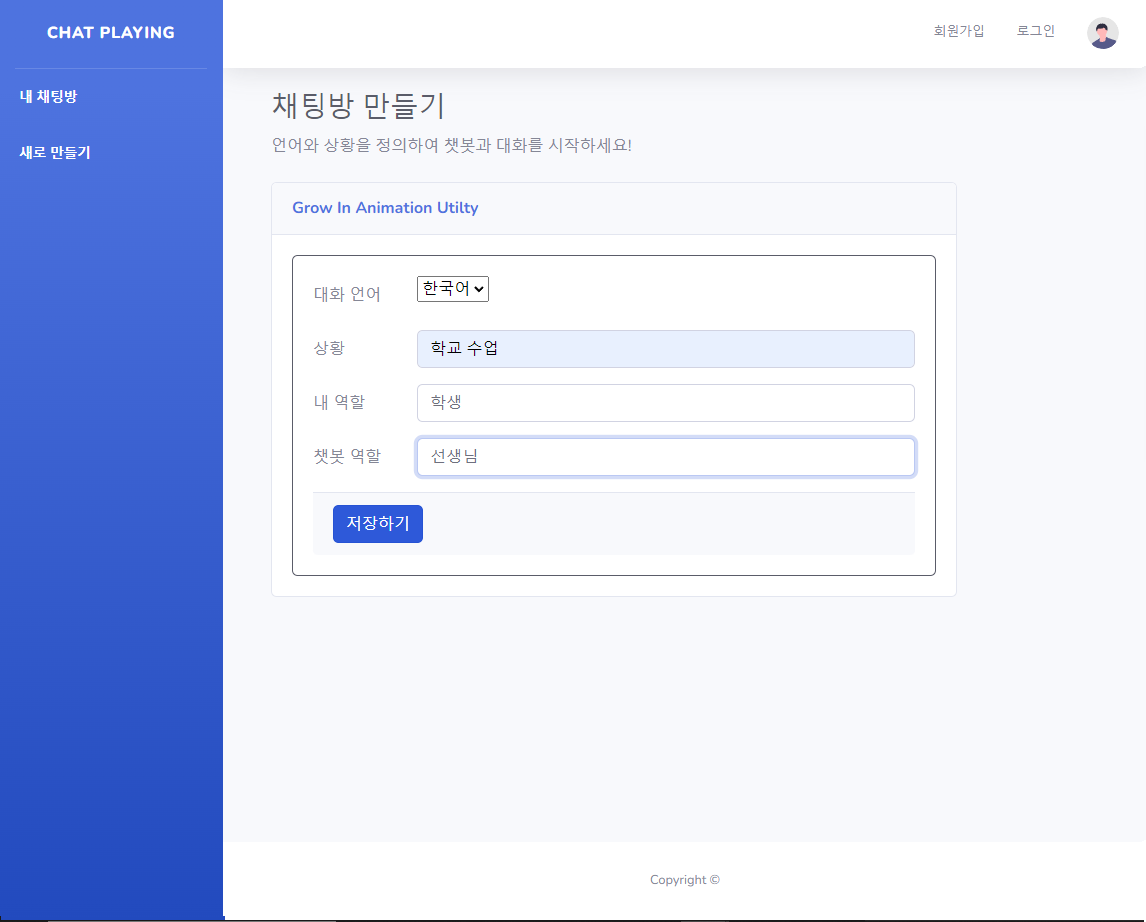 CHAT PLAYING
내 채팅방
새로 만들기
회원가입 로그인
채팅방 만들기
언어와 상황을 정의하여 챗봇과 대화를 시작하세요!
Grow In Animation Utilty
대화 언어 한국어
상황 학교 수업
내 역할 학생
챗봇 역할 선생님
저장하기
Copyright ©